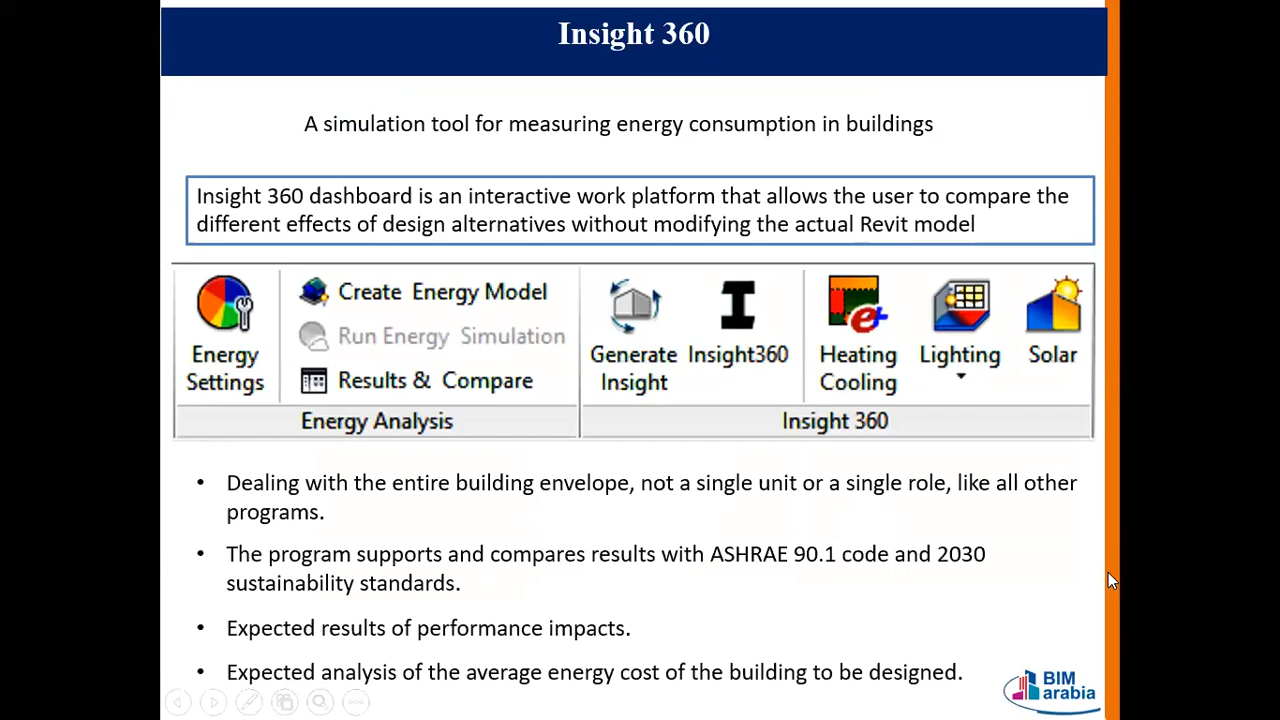 Insight 360
A simulation tool for measuring energy consumption in buildings
Insight 360 dashboard is an interactive work platform that allows the user to compare the
different effects of design alternatives without modifying the actual Revit model
Energy
Settings
Create Energy Model
Run Energy Simulation
Results & Compare
Energy Analysis
Generate
Insight
Insight360
Heating
Cooling
Lighting
Solar
Insight 360
• Dealing with the entire building envelope, not a single unit or a single role, like all other
programs.
• The program supports and compares results with ASHRAE 90.1 code and 2030
sustainability standards.
• Expected results of performance impacts.
• Expected analysis of the average energy cost of the building to be designed.
BIM
arabia